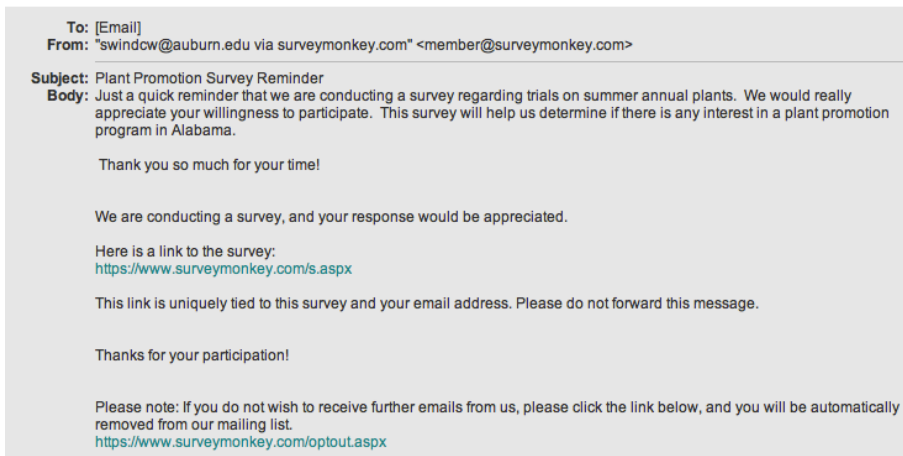 To: [Email]
From: "swindcw@auburn.edu via surveymonkey.com" <member@surveymonkey.com>
Subject: Plant Promotion Survey Reminder
Body: Just a quick reminder that we are conducting a survey regarding trials on summer annual plants. We would really
appreciate your willingness to participate. This survey will help us determine if there is any interest in a plant promotion
program in Alabama.
Thank you so much for your time!
We are conducting a survey, and your response would be appreciated.
Here is a link to the survey:
https://www.surveymonkey.com/s.aspx
This link is uniquely tied to this survey and your email address. Please do not forward this message.
Thanks for your participation!
Please note: If you do not wish to receive further emails from us, please click the link below, and you will be automatically
removed from our mailing list.
https://www.surveymonkey.com/optout.aspx